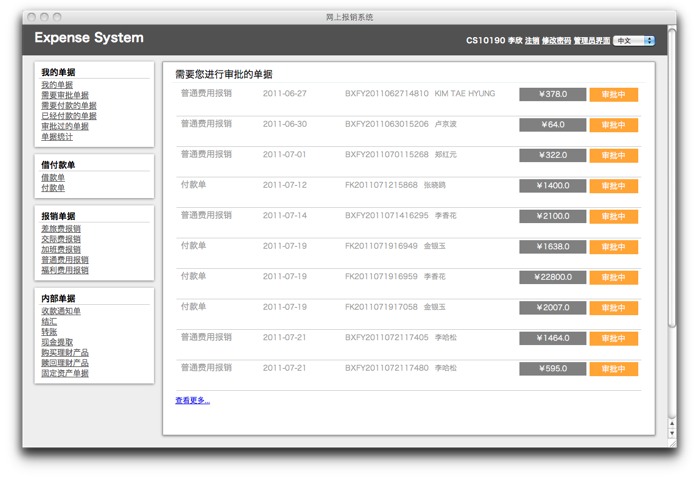 网上报销系统
Expense System
CS10190 李欣 注销 修改密码 管理员界面 中文
我的单据
我的单据
需要审批单据
需要付款的单据
已经付款的单据
审批过的单据
单据统计
借付款单
借款单
付款单
报销单据
差旅费报销
交际费报销
加班费报销
普通费用报销
福利费用报销
内部单据
收款通知单
结汇
转账
现金提取
购买理财产品
赎回理财产品
固定资产单据
需要您进行审批的单据
普通费用报销 2011-06-27 BXFY2011062714810 KIM TAE HYUNG ￥378.0 审批中
普通费用报销 2011-06-30 BXFY2011063015206 卢京波 ￥64.0 审批中
普通费用报销 2011-07-01 BXFY2011070115268 郑红元 ￥322.0 审批中
付款单 2011-07-12 FK2011071215868 张晓鸥 ￥1400.0 审批中
普通费用报销 2011-07-14 BXFY2011071416295 李香花 ￥2100.0 审批中
付款单 2011-07-19 FK2011071916949 金银玉 ￥1638.0 审批中
付款单 2011-07-19 FK2011071916959 李香花 ￥22800.0 审批中
付款单 2011-07-19 FK2011071917058 金银玉 ￥2007.0 审批中
普通费用报销 2011-07-21 BXFY2011072117405 李哈松 ￥1464.0 审批中
普通费用报销 2011-07-21 BXFY2011072117480 李哈松 ￥595.0 审批中
查看更多...